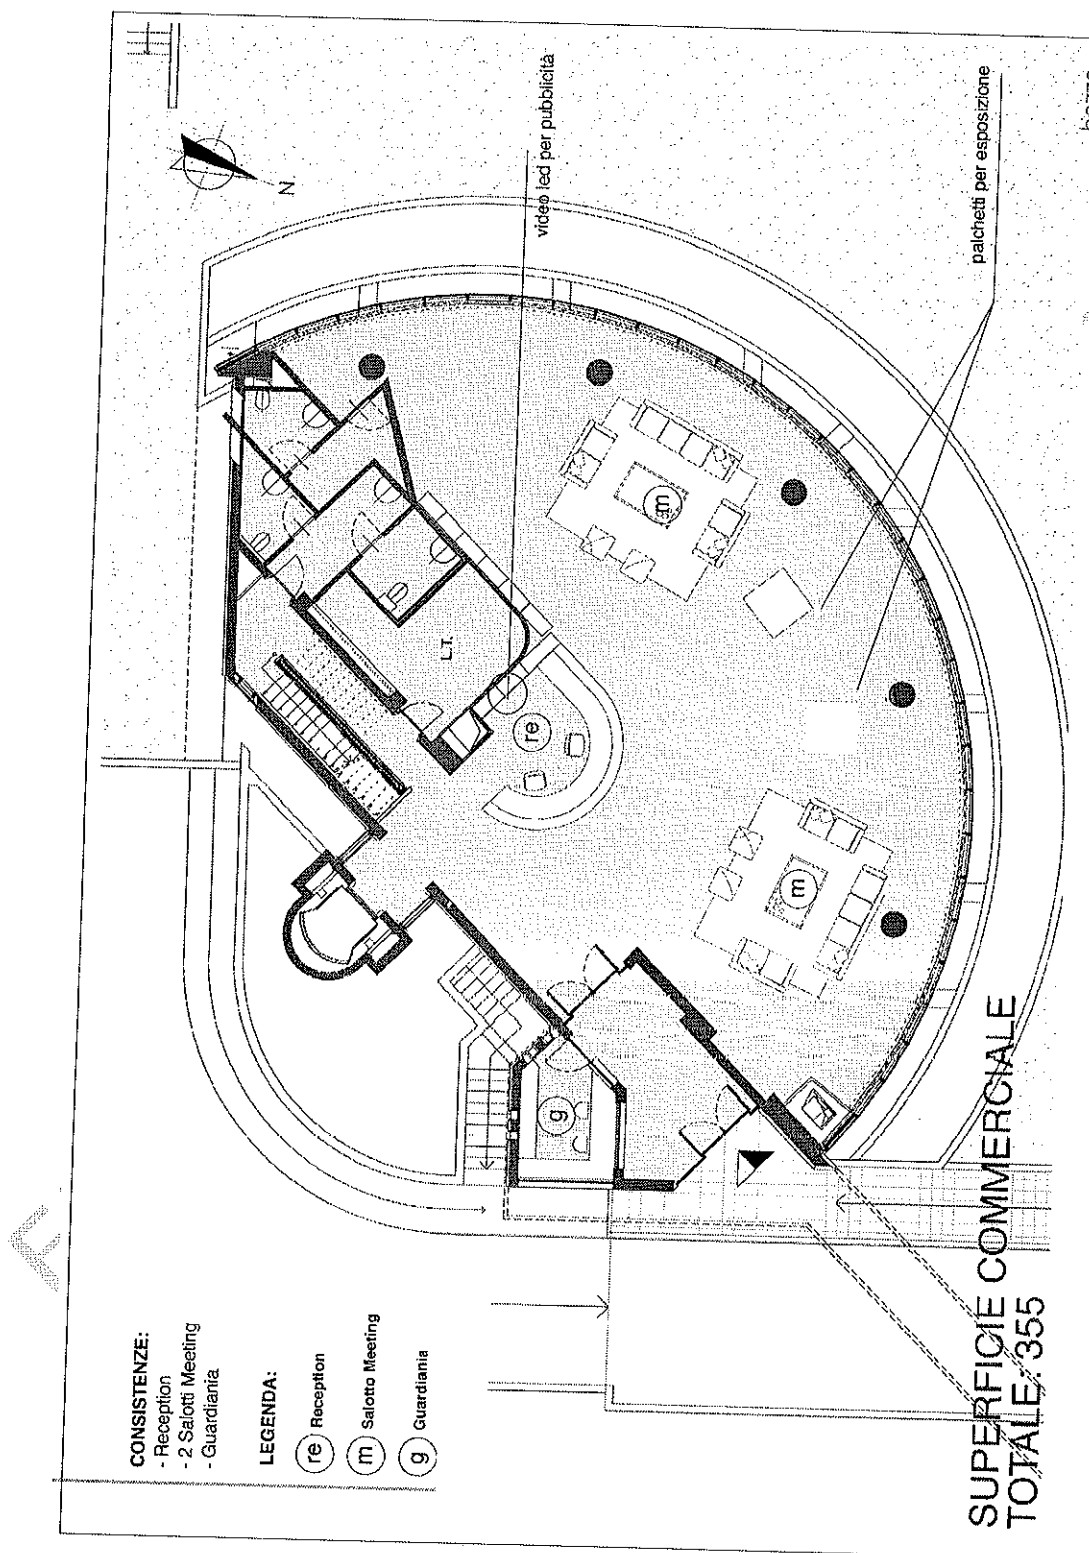 CONSISTENZE:
- Reception
- 2 Salotti Meeting
- Guardiania
LEGENDA:
re Reception
m Salotto Meeting
g Guardiania
SUPERFICIE COMMERCIALE
TOTALE: 355
N.
video led per pubblicità
palchetti per esposizione
L.T.
re
m
m
g